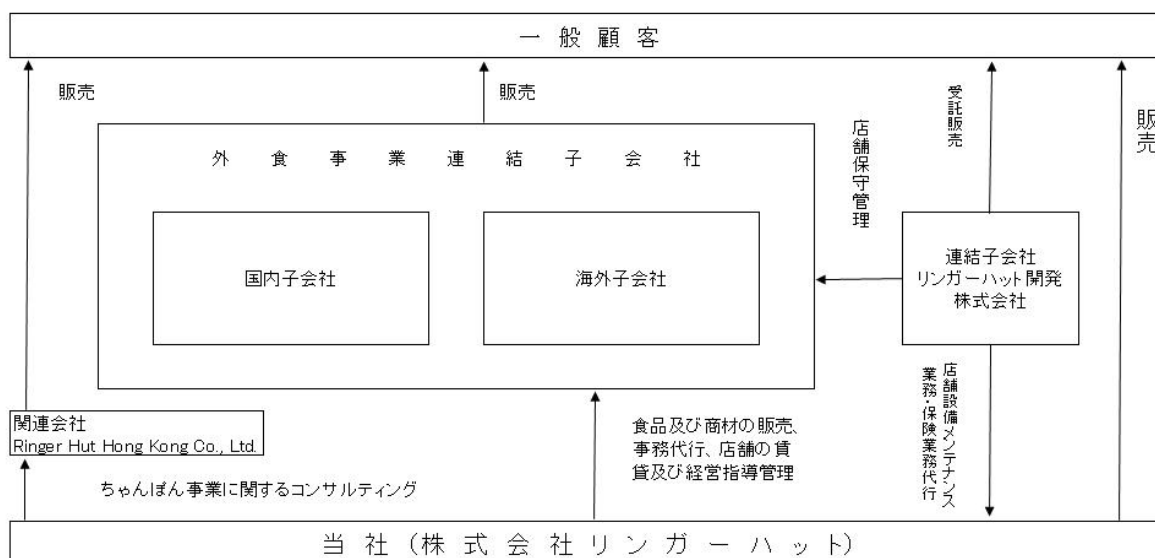 一般顧客
販売
販売
受託販売
販売
店舗保守管理
外食事業連結子会社
国内子会社
海外子会社
連結子会社
リンガーハット開発
株式会社
関連会社
Ringer Hut Hong Kong Co., Ltd.
食品及び商材の販売、
事務代行、店舗の賃
貸及び経営指導管理
店舗設備メンテナンス
業務・保険業務代行
ちゃんぽん事業に関するコンサルティング
当社（株式会社リンガーハット）